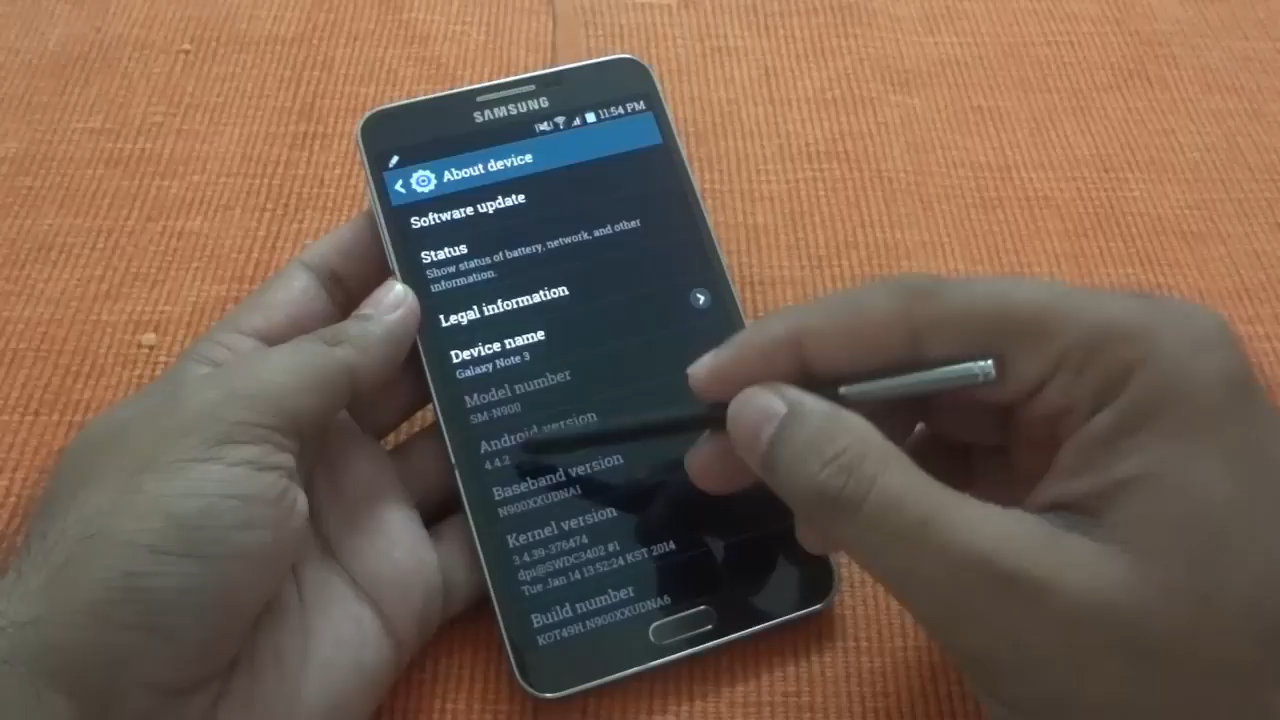 SAMSUNG
11:54 PM
About device
Software update
Status
Show status of battery, network, and other
information.
Legal information
Device name
Galaxy Note 3
Model number
SM-N900
Android version
4.4.2
Baseband version
N900XXUDNA1
Kernel version
3.4.39-376474
dpi@SWDC3402 #1
Tue Jan 14 13:52:24 KST 2014
Build number
KOT49H.N900XXUDNA6